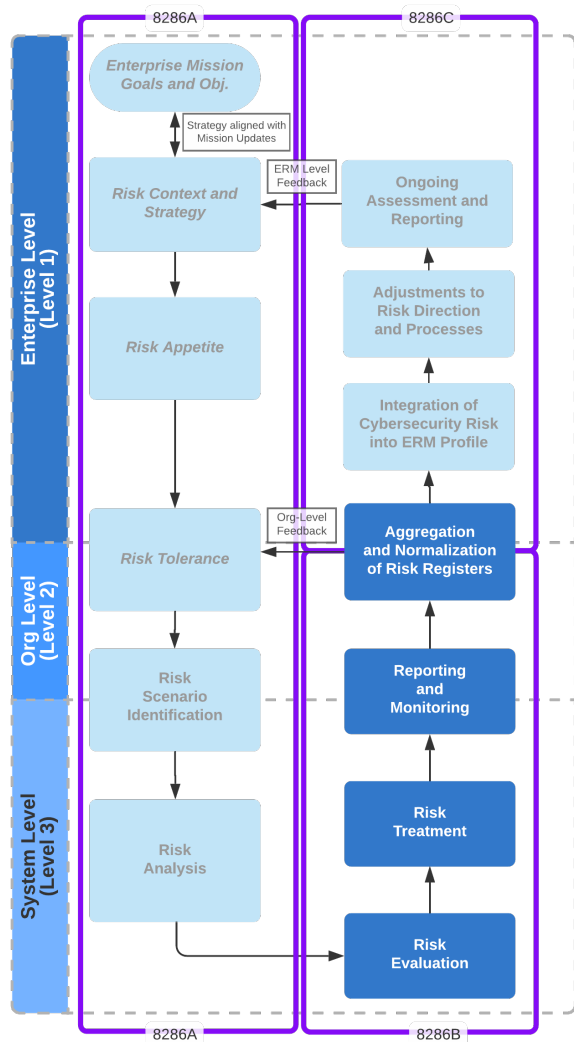 8286A
8286C
Enterprise Level
(Level 1)
Org Level
(Level 2)
System Level
(Level 3)
Enterprise Mission
Goals and Obj.
Strategy aligned with
Mission Updates
Risk Context and
Strategy
Risk Appetite
Risk Tolerance
Risk
Scenario
Identification
Risk
Analysis
ERM Level
Feedback
Org-Level
Feedback
Ongoing
Assessment and
Reporting
Adjustments to
Risk Direction
and Processes
Integration of
Cybersecurity Risk
into ERM Profile
Aggregation
and Normalization
of Risk Registers
Reporting
and
Monitoring
Risk
Treatment
Risk
Evaluation
8286A
8286B